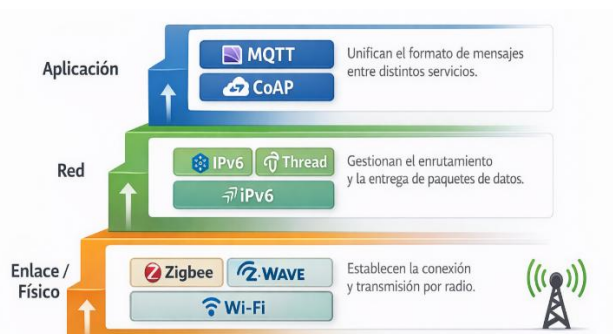 Aplicación
MQTT
CoAP
Unifican el formato de mensajes
entre distintos servicios.
Red
IPv6
Thread
iPv6
Gestionan el enrutamiento
y la entrega de paquetes de datos.
Enlace /
Físico
Zigbee
Z-WAVE
Wi-Fi
Establecen la conexión
y transmisión por radio.